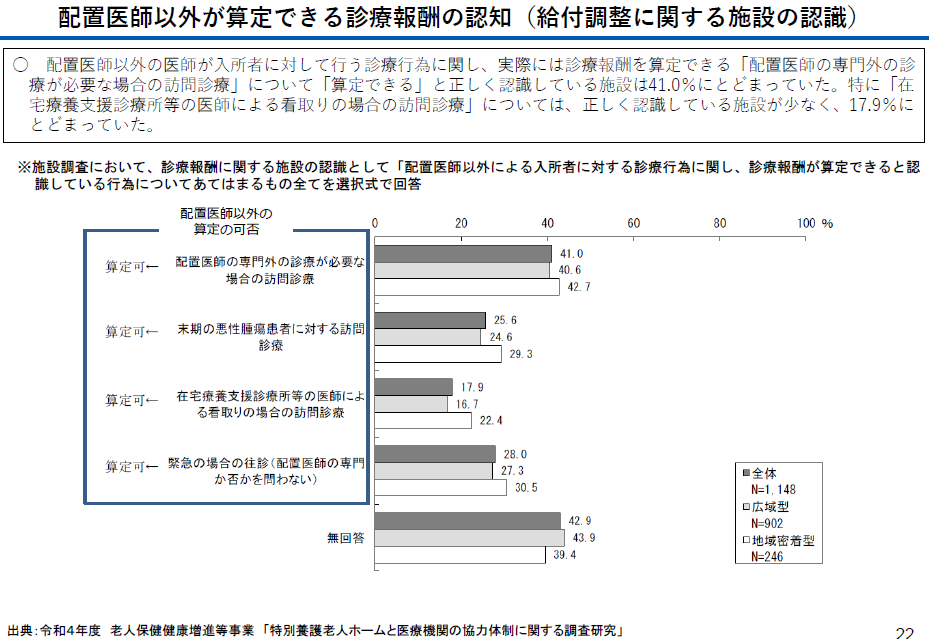 配置医師以外が算定できる診療報酬の認知（給付調整に関する施設の認識）
○　配置医師以外の医師が入所者に対して行う診療行為に関し、実際には診療報酬を算定できる「配置医師の専門外の診
療が必要な場合の訪問診療」について「算定できる」と正しく認識している施設は41.0％にとどまっていた。特に「在
宅療養支援診療所等の医師による看取りの場合の訪問診療」については、正しく認識している施設が少なく、17.9％に
とどまっていた。
※施設調査において、診療報酬に関する施設の認識として「配置医師以外による入所者に対する診療行為に関し、診療報酬が算定できると認
識している行為についてあてはまるもの全てを選択式で回答
配置医師以外の
算定の可否
0 20 40 60 80 100 %
算定可← 配置医師の専門外の診療が必要な
場合の訪問診療
41.0
40.6
42.7
算定可← 末期の悪性腫瘍患者に対する訪問
診療
25.6
24.6
29.3
算定可← 在宅療養支援診療所等の医師によ
る看取りの場合の訪問診療
17.9
16.7
22.4
算定可← 緊急の場合の往診（配置医師の専門
か否かを問わない）
28.0
27.3
30.5
無回答
42.9
43.9
39.4
全体
N=1,148
広域型
N=902
地域密着型
N=246
出典：令和4年度　老人保健健康増進等事業　「特別養護老人ホームと医療機関の協力体制に関する調査研究」
22